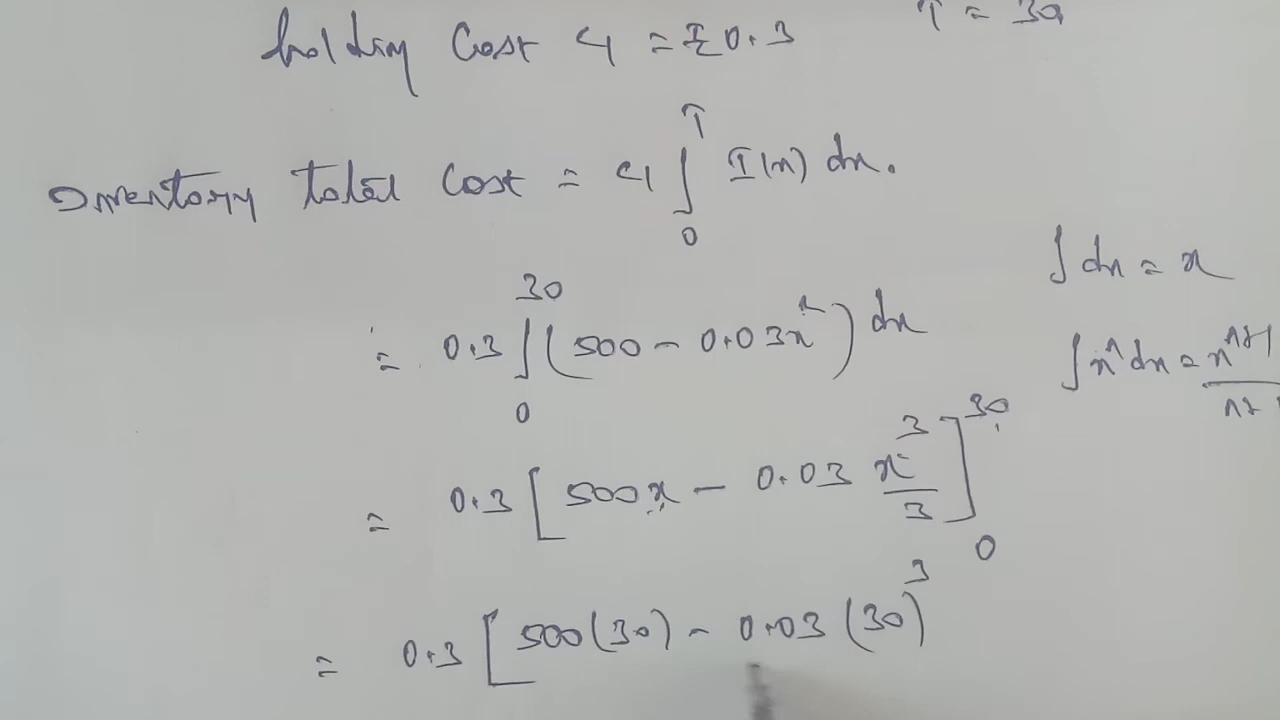 holding Cost C₁ = ₹0.3 T = 30
Inventory total Cost = C₁ ∫₀ᵀ I(x) dx.
∫ dx = x
= 0.3 ∫₀³⁰ (500 - 0.03x²) dx
∫ xⁿ dx = xⁿ⁺¹/n+1
= 0.3 [500x - 0.03 x³/3]₀³⁰
= 0.3 [500(30) - 0.03 (30)³